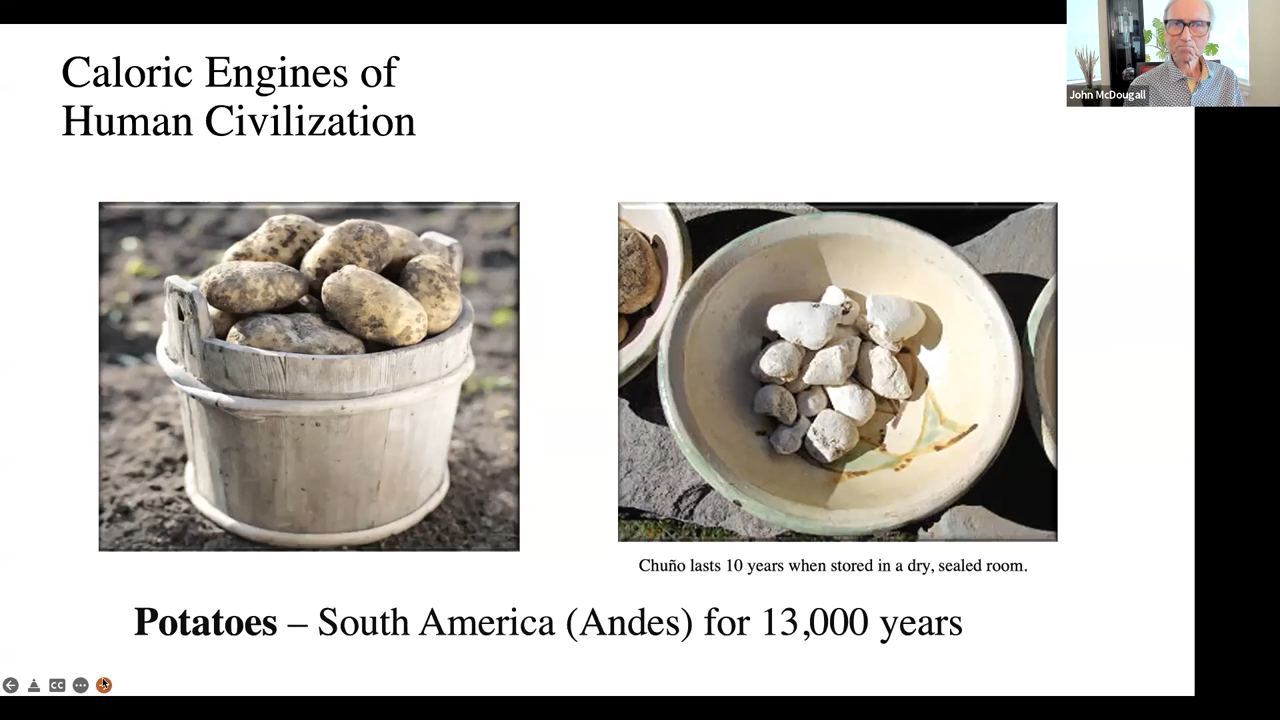 Caloric Engines of
Human Civilization
John McDougall
Chuño lasts 10 years when stored in a dry, sealed room.
Potatoes – South America (Andes) for 13,000 years
CC